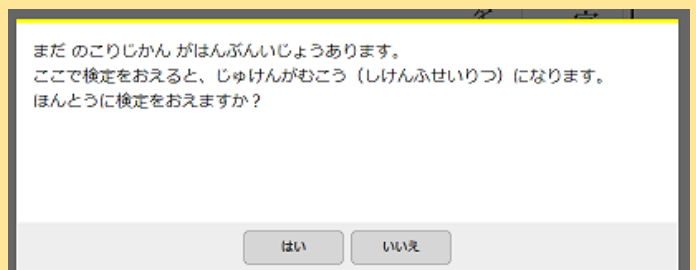 まだ のこりじかん がはんぶんいじょうあります。
ここで検定をおえると、じゅけんがむこう（しけんふせいりつ）になります。
ほんとうに検定をおえますか？
はい
いいえ